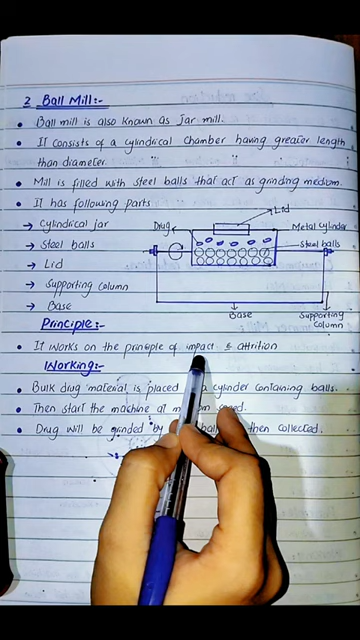 2 Ball Mill:-
• Ball mill is also known as Jar mill.
• It consists of a cylindrical chamber having greater length
than diameter.
• Mill is filled with steel balls that act as grinding medium.
• It has following parts
→ Cylindrical jar
→ Steel balls
→ Lid
→ Supporting column
→ Base
Lid
Drug
Metal cylinder
Steel balls
Base
Supporting
Column
Principle:-
• It works on the principle of impact & attrition
Working:-
• Bulk drug material is placed a cylinder containing balls.
• Then start the machine at speed.
• Drug will be grinded by then collected.